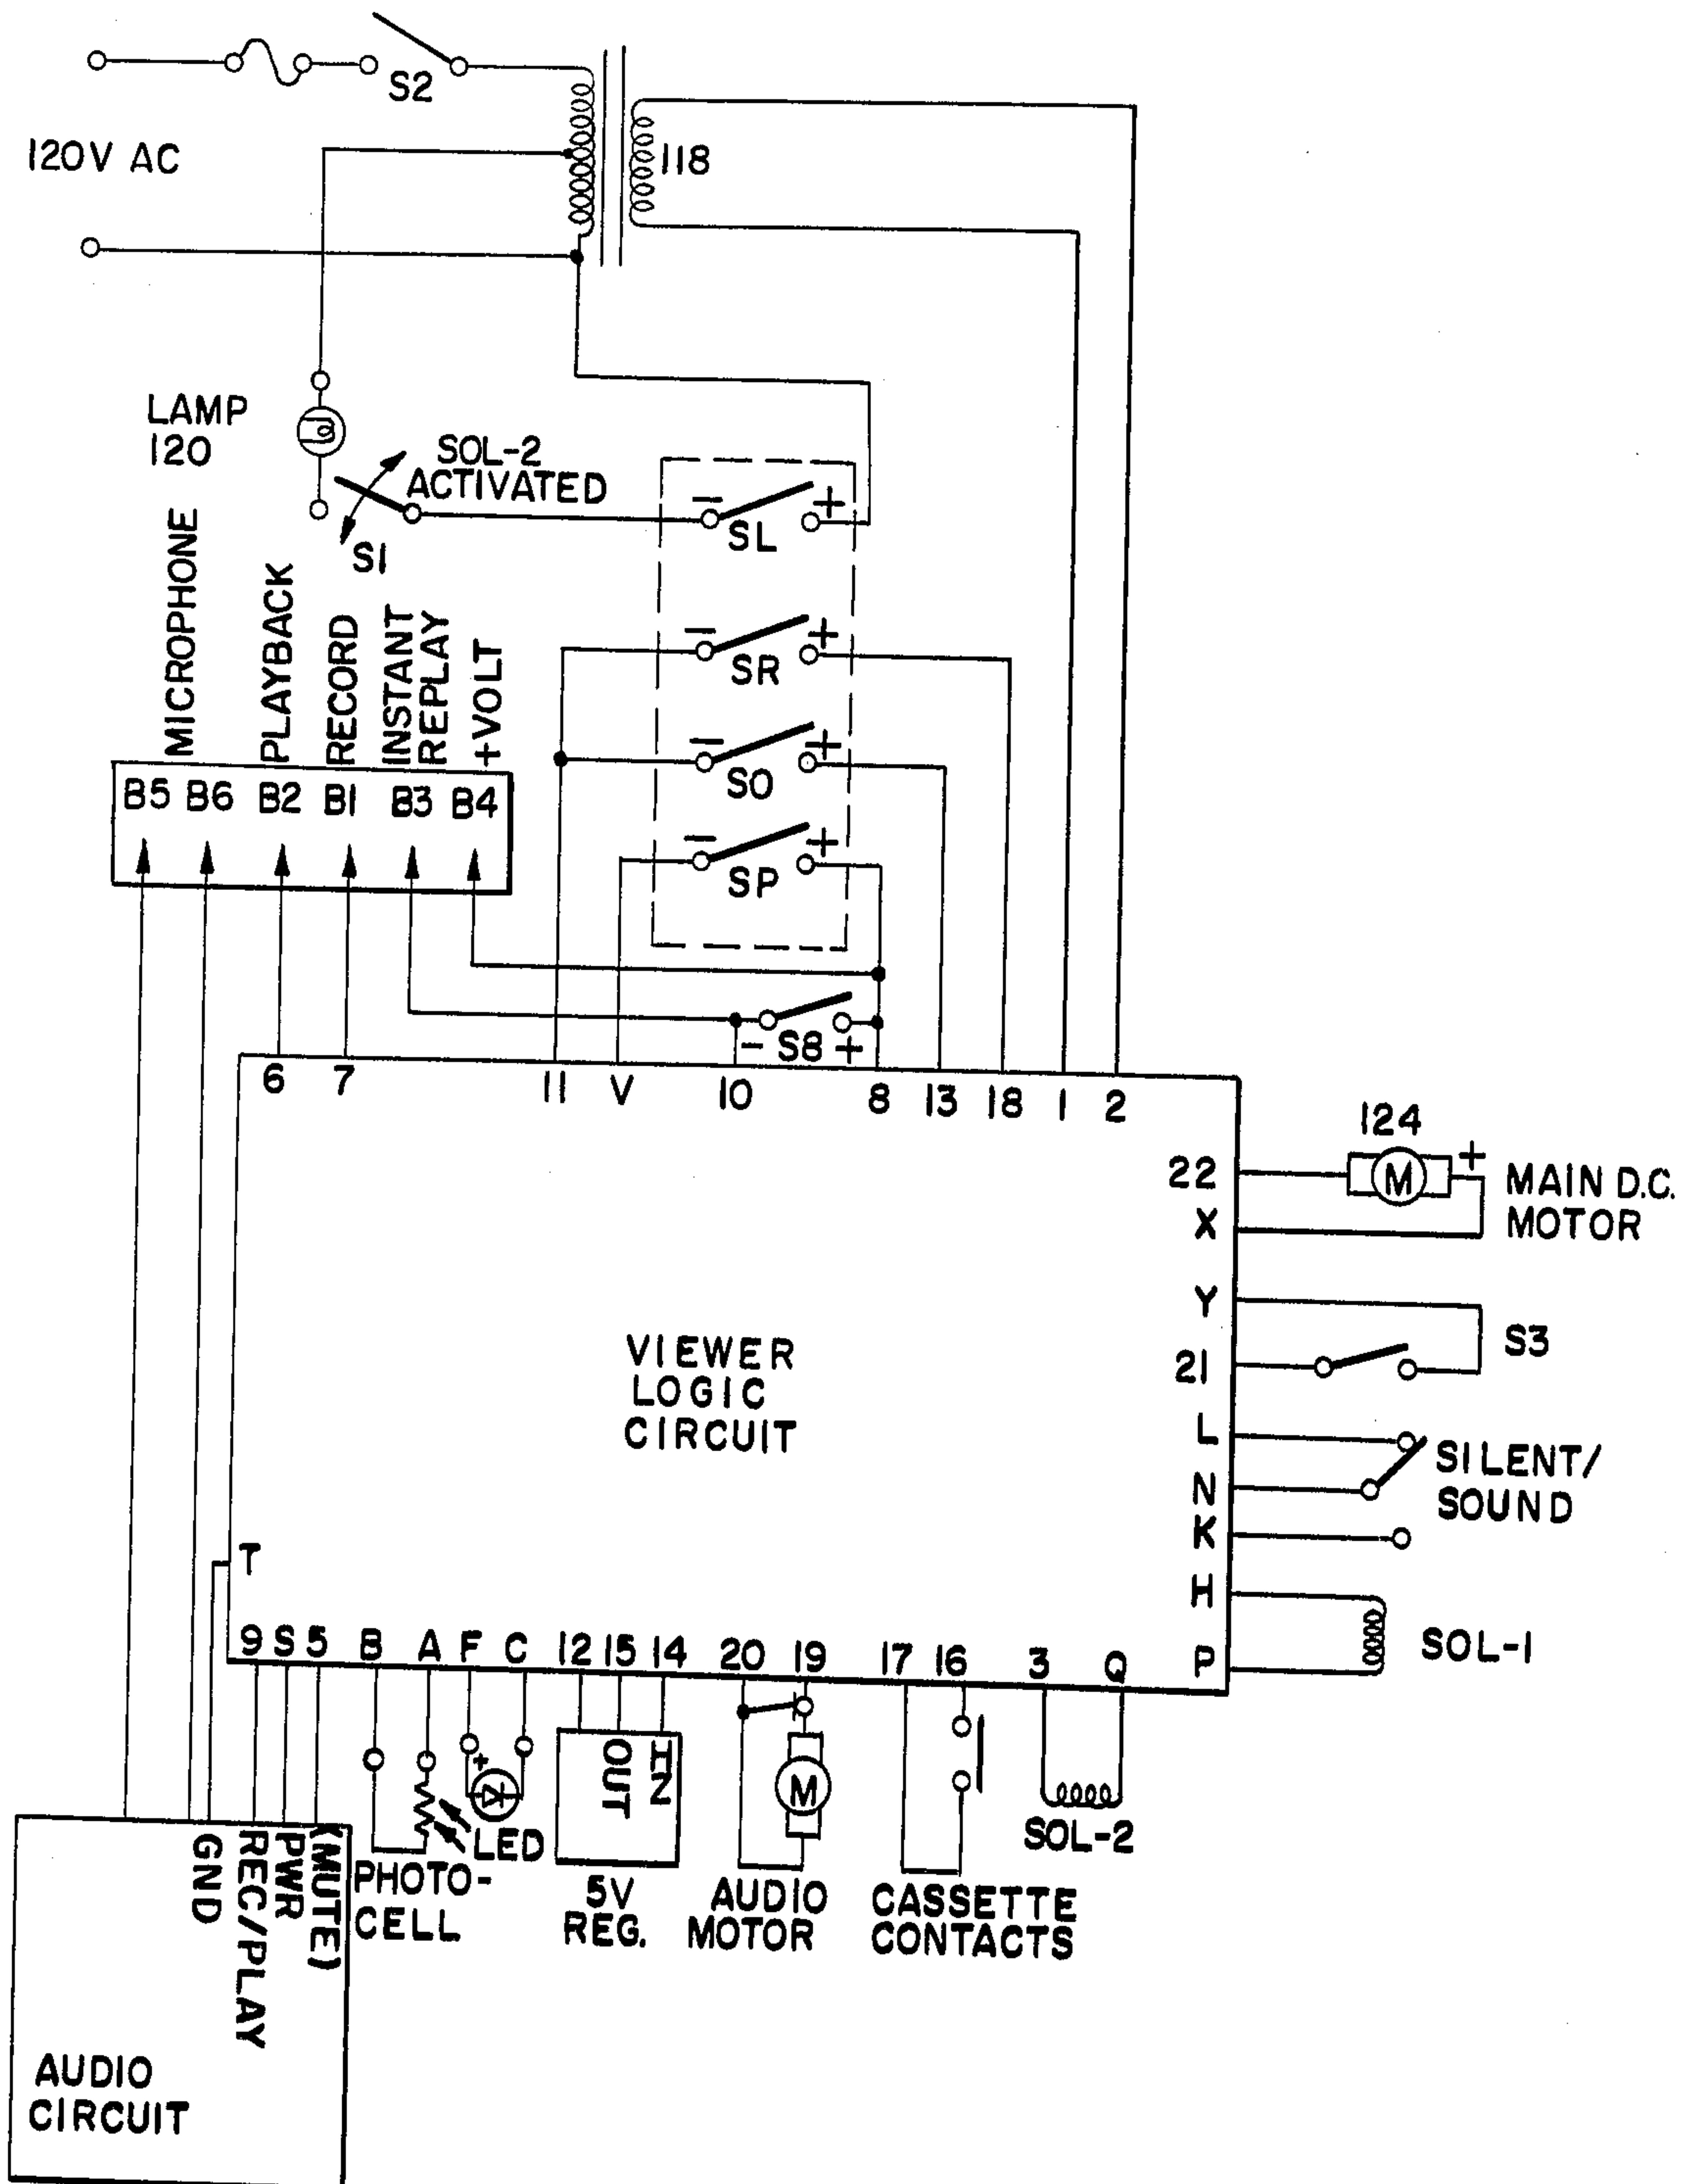 S2
120V AC
118
LAMP
120
SOL-2
ACTIVATED
S1
- SL +
MICROPHONE
PLAYBACK
RECORD
INSTANT
REPLAY
+VOLT
- SR +
- SO +
- SP +
B5 B6 B2 B1 B3 B4
- S8 +
6 7 11 V 10 8 13 18 1 2
124
22
M
+
MAIN D.C.
MOTOR
X
Y
S3
21
VIEWER
LOGIC
CIRCUIT
L
N
K
SILENT/
SOUND
T
H
P
SOL-1
9 S 5 B A F C 12 15 14 20 19 17 16 3 Q
GND
REC/PLAY
PWR
(MUTE)
+
LED
PHOTO-
CELL
OUT
HZ
5V
REG.
M
AUDIO
MOTOR
CASSETTE
CONTACTS
SOL-2
AUDIO
CIRCUIT